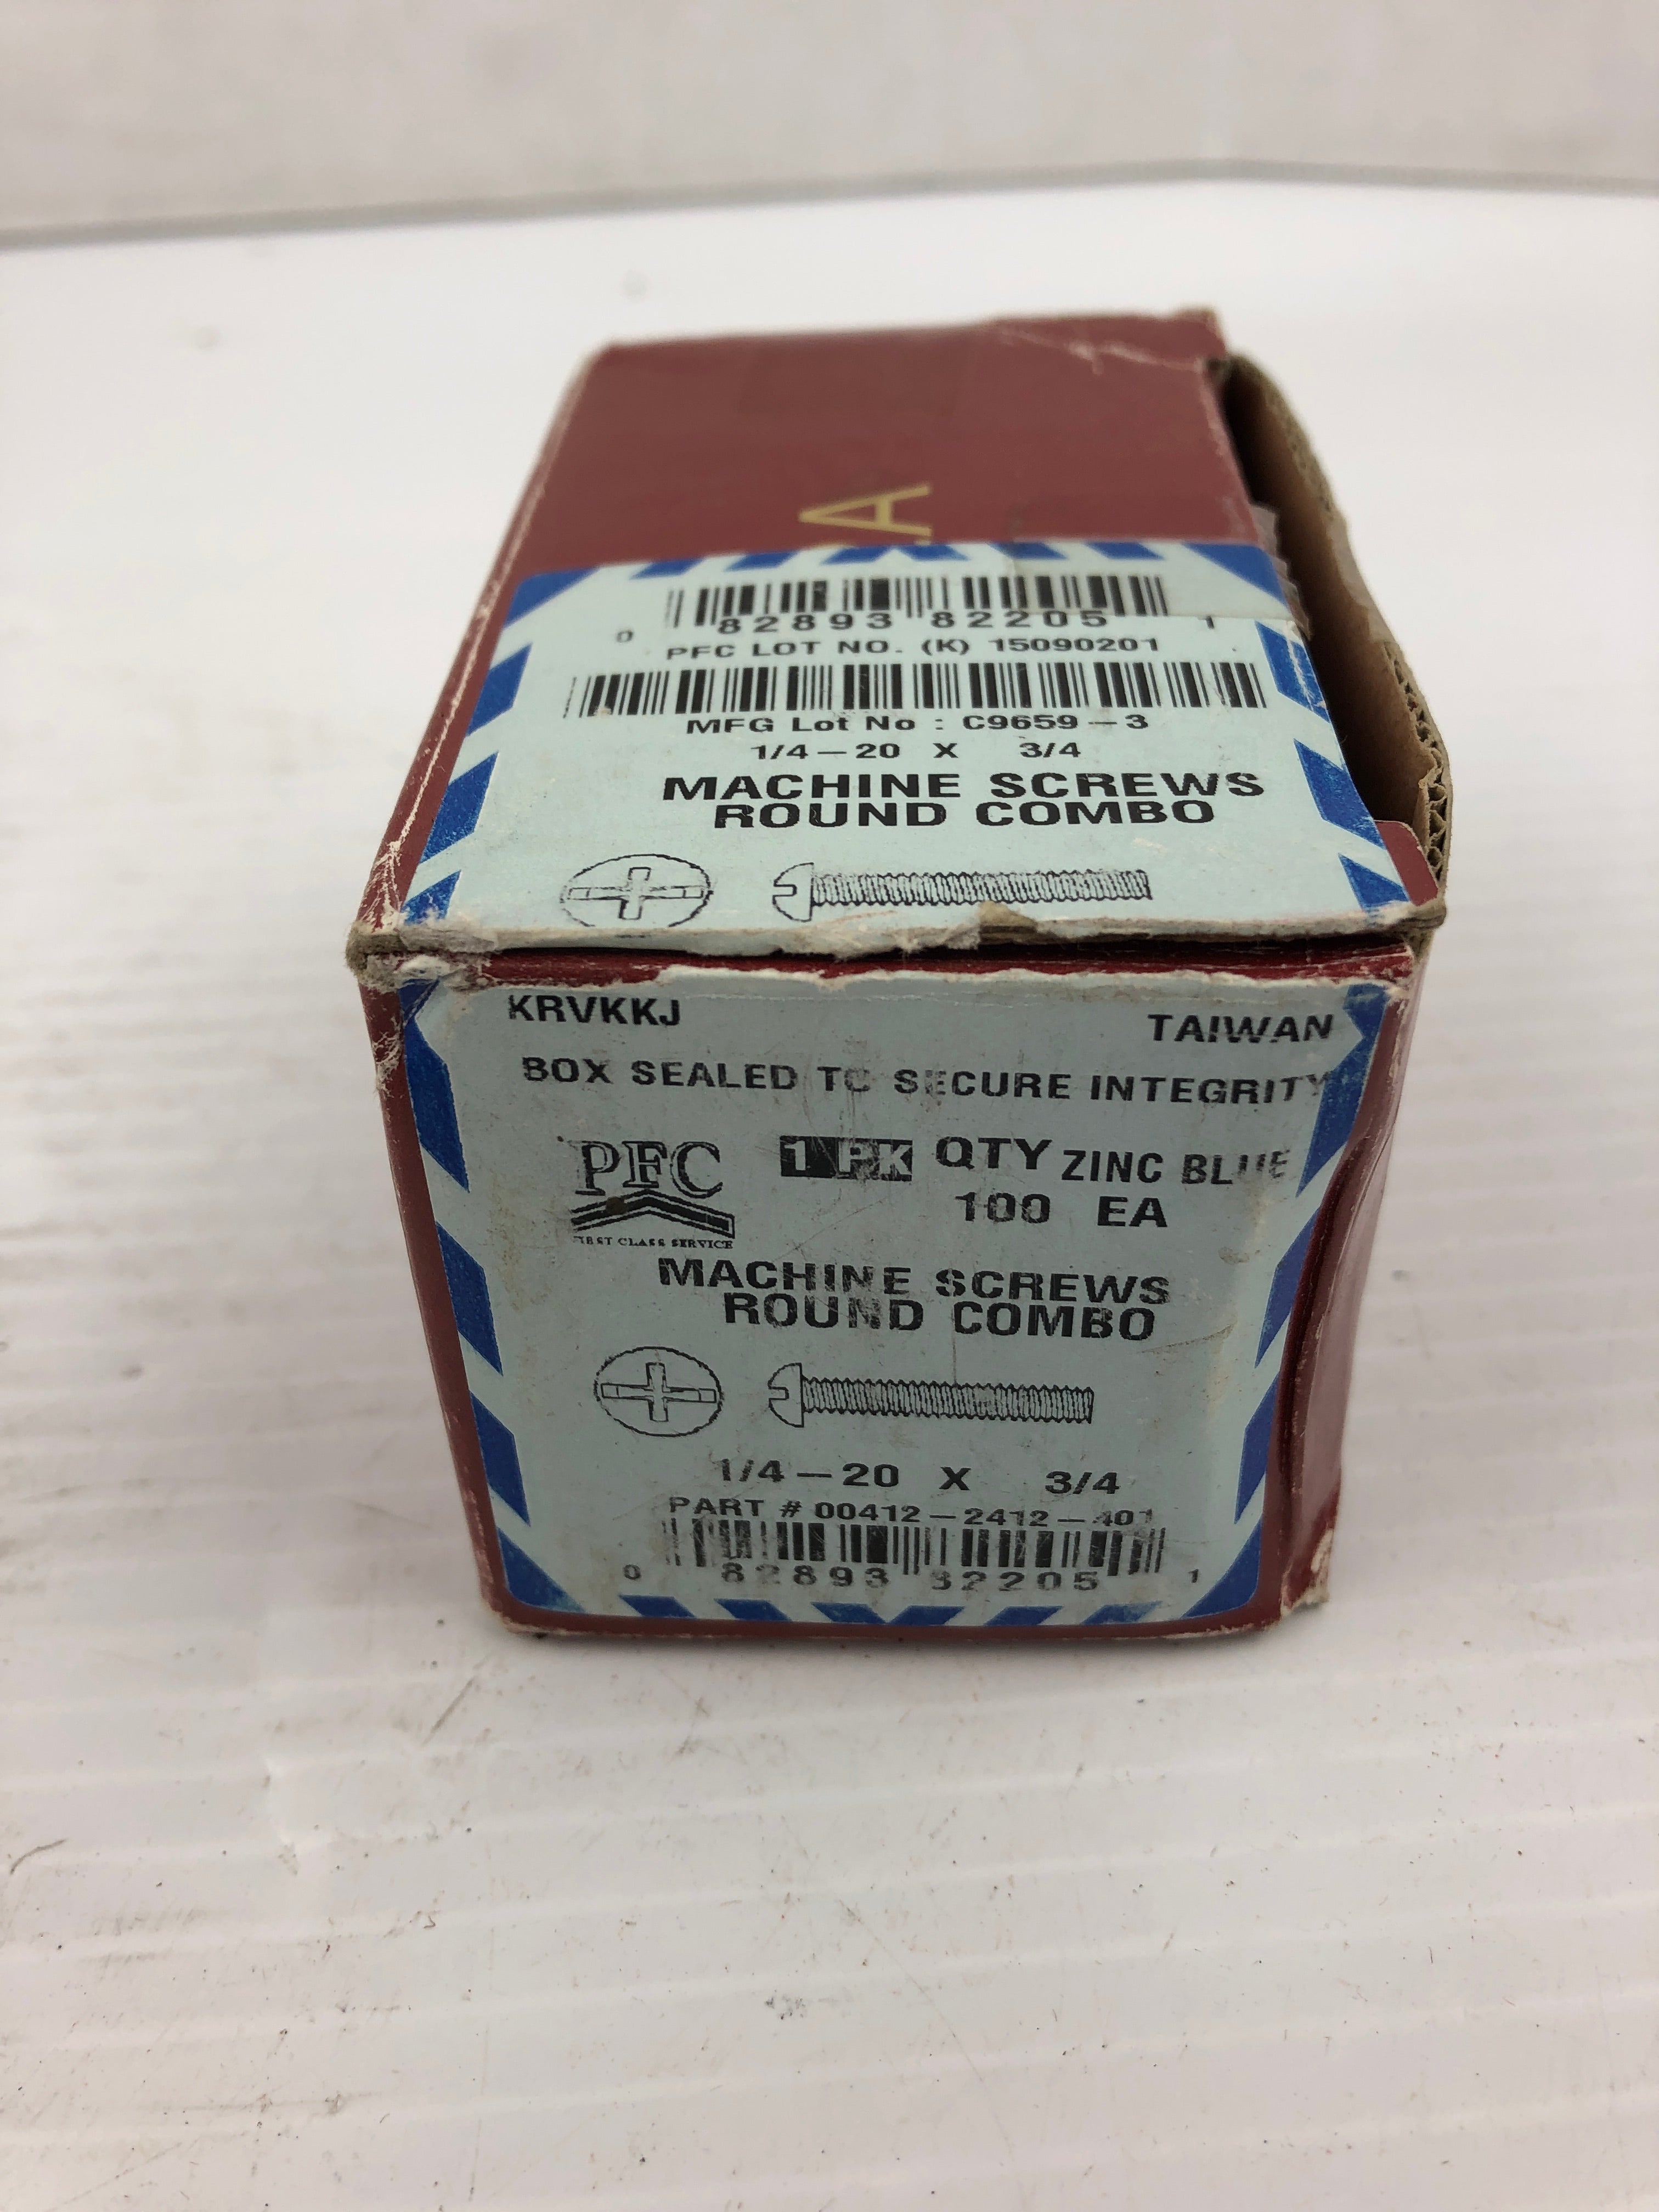 A
0 82893 82205 1
PFC LOT NO. (K) 15090201
MFG Lot No : C9659-3
1/4-20 X 3/4
MACHINE SCREWS
ROUND COMBO
KRVKKJ TAIWAN
BOX SEALED TO SECURE INTEGRITY
PFC 1 PK QTY ZINC BLUE
100 EA
FIRST CLASS SERVICE
MACHINE SCREWS
ROUND COMBO
1/4-20 X 3/4
PART # 00412-2412-401
0 82893 82205 1